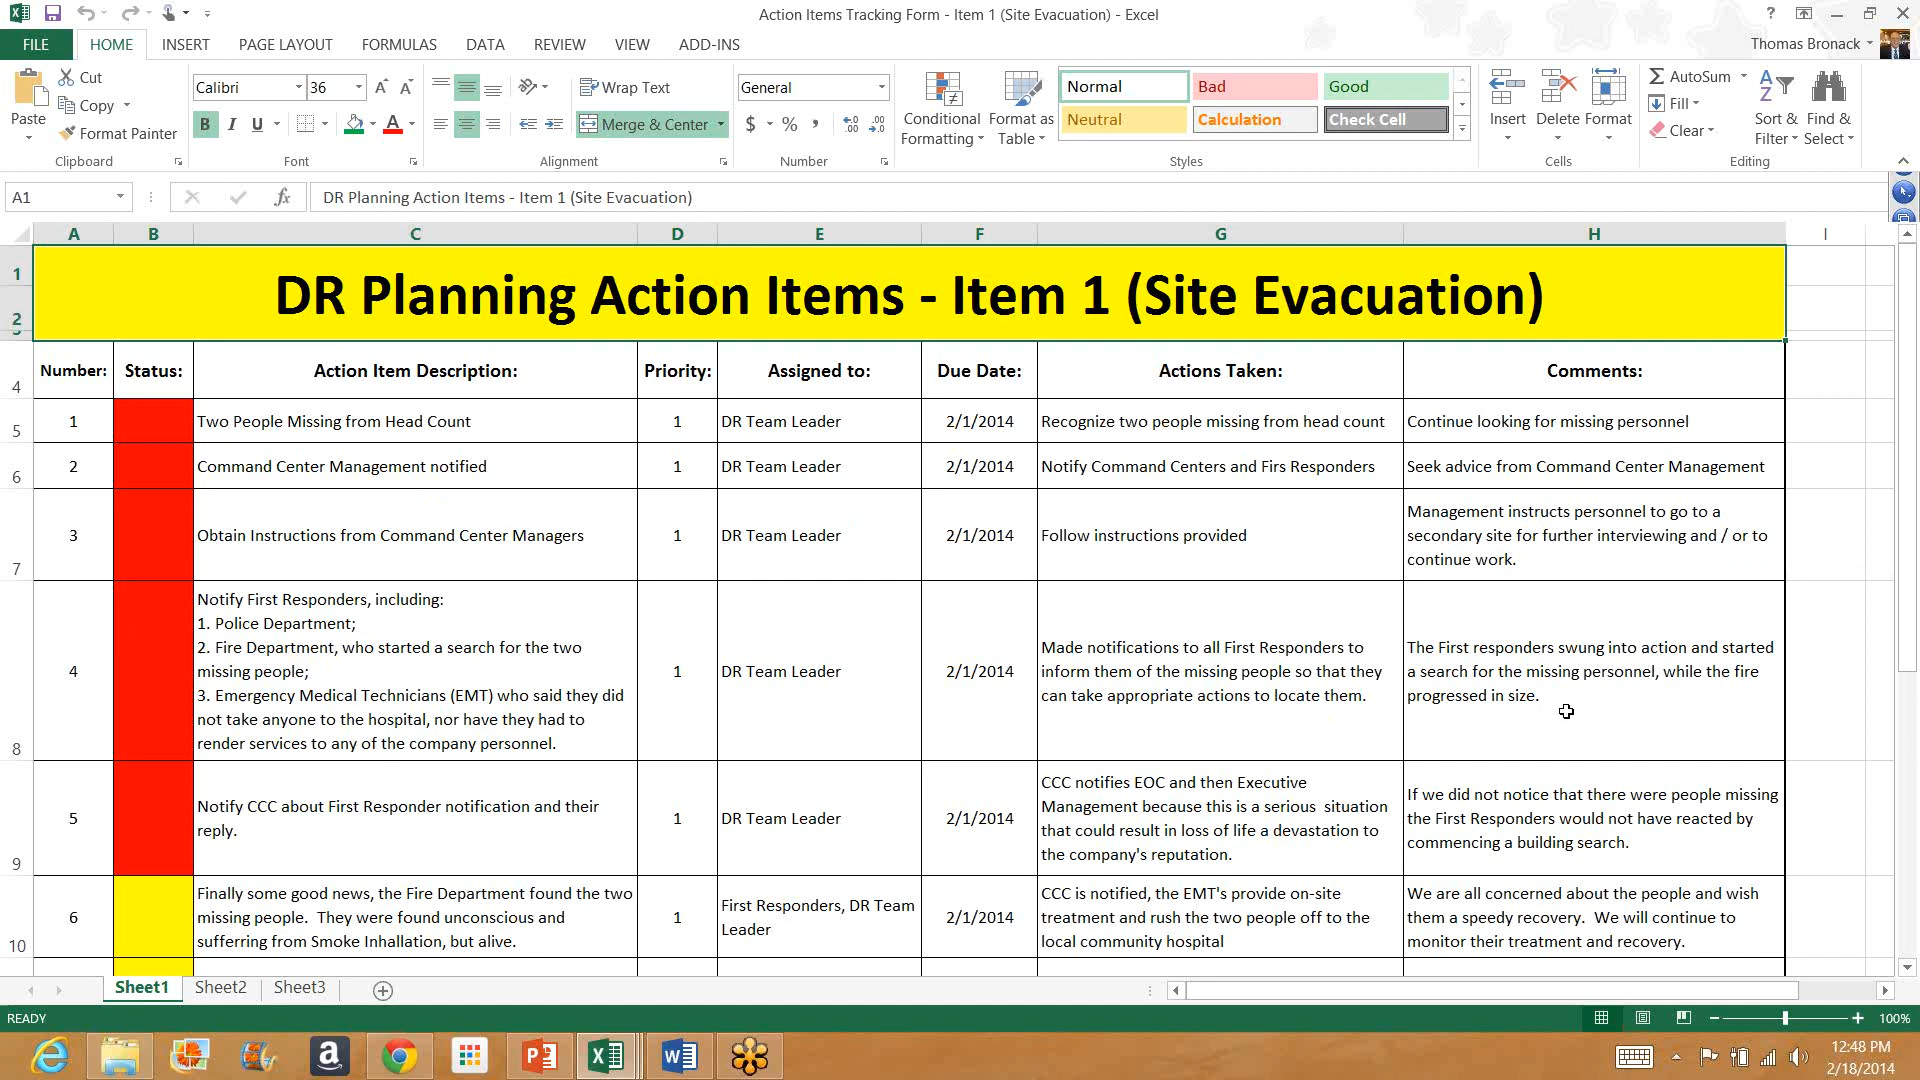 Action Items Tracking Form - Item 1 (Site Evacuation) - Excel
FILE HOME INSERT PAGE LAYOUT FORMULAS DATA REVIEW VIEW ADD-INS Thomas Bronack
Paste
Cut
Copy
Format Painter
Clipboard
Calibri 36
B I U
Font
Wrap Text
Merge & Center
Alignment
General
$ % ,
Number
Conditional Formatting
Format as Table
Normal Bad Good
Neutral Calculation Check Cell
Styles
Insert Delete Format
Cells
AutoSum
Fill
Clear
Sort & Filter
Find & Select
Editing
A1 fx DR Planning Action Items - Item 1 (Site Evacuation)
A B C D E F G H I
1
2
DR Planning Action Items - Item 1 (Site Evacuation)
4
Number: Status: Action Item Description: Priority: Assigned to: Due Date: Actions Taken: Comments:
5
1 Two People Missing from Head Count 1 DR Team Leader 2/1/2014 Recognize two people missing from head count Continue looking for missing personnel
6
2 Command Center Management notified 1 DR Team Leader 2/1/2014 Notify Command Centers and Firs Responders Seek advice from Command Center Management
7
3 Obtain Instructions from Command Center Managers 1 DR Team Leader 2/1/2014 Follow instructions provided
Management instructs personnel to go to a
secondary site for further interviewing and / or to
continue work.
8
4
Notify First Responders, including:
1. Police Department;
2. Fire Department, who started a search for the two
missing people;
3. Emergency Medical Technicians (EMT) who said they did
not take anyone to the hospital, nor have they had to
render services to any of the company personnel.
1 DR Team Leader 2/1/2014
Made notifications to all First Responders to
inform them of the missing people so that they
can take appropriate actions to locate them.
The First responders swung into action and started
a search for the missing personnel, while the fire
progressed in size.
9
5
Notify CCC about First Responder notification and their
reply.
1 DR Team Leader 2/1/2014
CCC notifies EOC and then Executive
Management because this is a serious  situation
that could result in loss of life a devastation to
the company's reputation.
If we did not notice that there were people missing
the First Responders would not have reacted by
commencing a building search.
10
6
Finally some good news, the Fire Department found the two
missing people.  They were found unconscious and
sufferring from Smoke Inhallation, but alive.
1
First Responders, DR Team
Leader
2/1/2014
CCC is notified, the EMT's provide on-site
treatment and rush the two people off to the
local community hospital
We are all concerned about the people and wish
them a speedy recovery.  We will continue to
monitor their treatment and recovery.
Sheet1 Sheet2 Sheet3
READY 100%
12:48 PM
2/18/2014